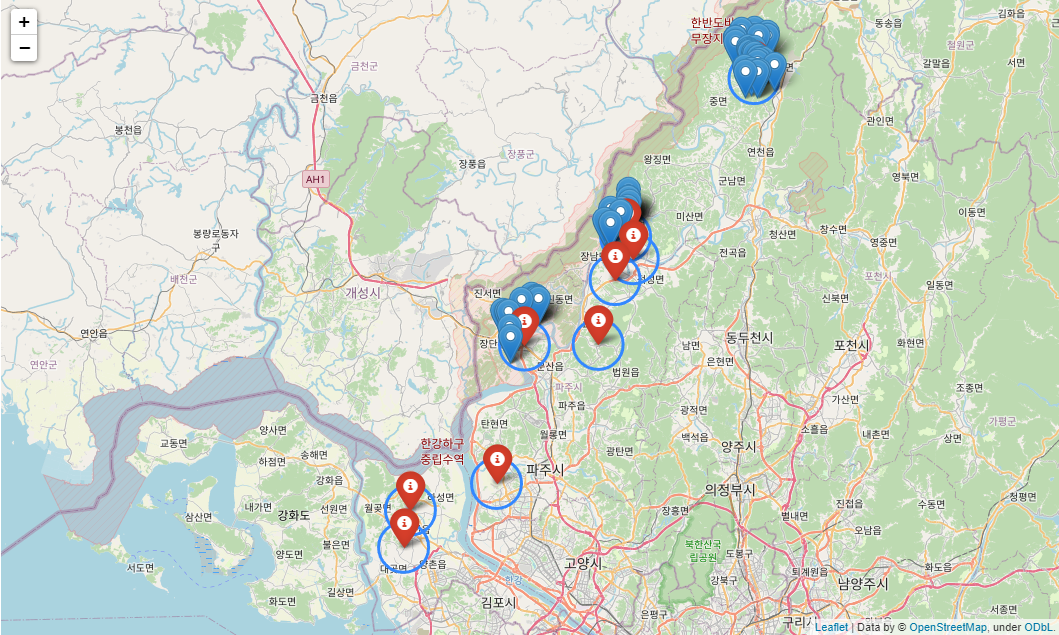 +
−
한반도비
무장지
김화읍
동송읍
철원군
갈말읍
서면
금천군
금천읍
봉천읍
중면
관인면
장풍읍
장풍군
왕징면
연천읍
AH1
군남면
영북면
미산면
이동면
봉량로동자
구
청산면
창수면
영중면
장남면
전곡읍
배천군
포천시
일동면
개성시
진서면
신북면
연안읍
장단
동두천시
남면
포천시
화현면
연안군
문산읍
법원읍
은현면
파주시
조종면
파주읍
광적면
가산면
양사면
탄현면
가평군
교동면
한강하구
중립수역
월롱면
백석읍
소흘읍
내촌면
상면
송해면
광탄면
양주시
하점면
파주시
강화읍
의정부시
청평면
내가면
선원면
월곶면
하성면
진접읍
수동면
삼산면
강화도
장흥면
별내면
오남읍
불은면
북한산국
립공원
양도면
도봉구
서도면
대곶면
양촌읍
고양시
퇴계원읍
화도읍
한강
강북구
남양주시
길상면
화도면
김포시
은평구
구리시
서종면
Leaflet | Data by © OpenStreetMap, under ODbL.